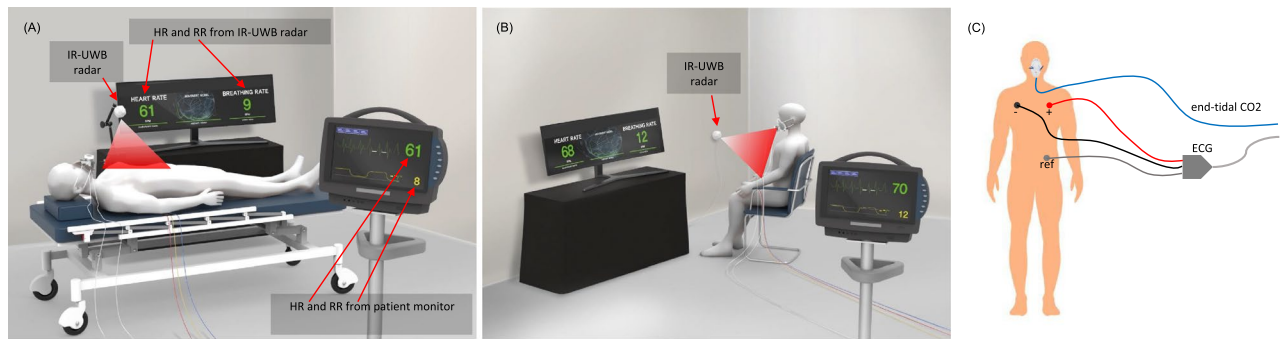 (A)
HR and RR from IR-UWB radar
IR-UWB
radar
HEART RATE
61
BREATHING RATE
9
61
8
HR and RR from patient monitor
(B)
IR-UWB
radar
HEART RATE
68
BREATHING RATE
12
70
12
(C)
end-tidal CO2
- +
ECG
ref